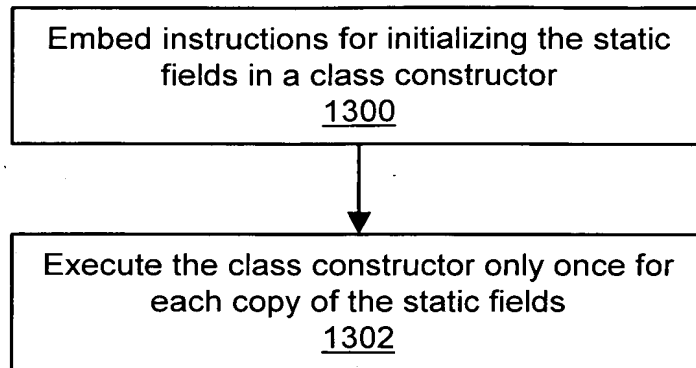 Embed instructions for initializing the static
fields in a class constructor
1300
Execute the class constructor only once for
each copy of the static fields
1302